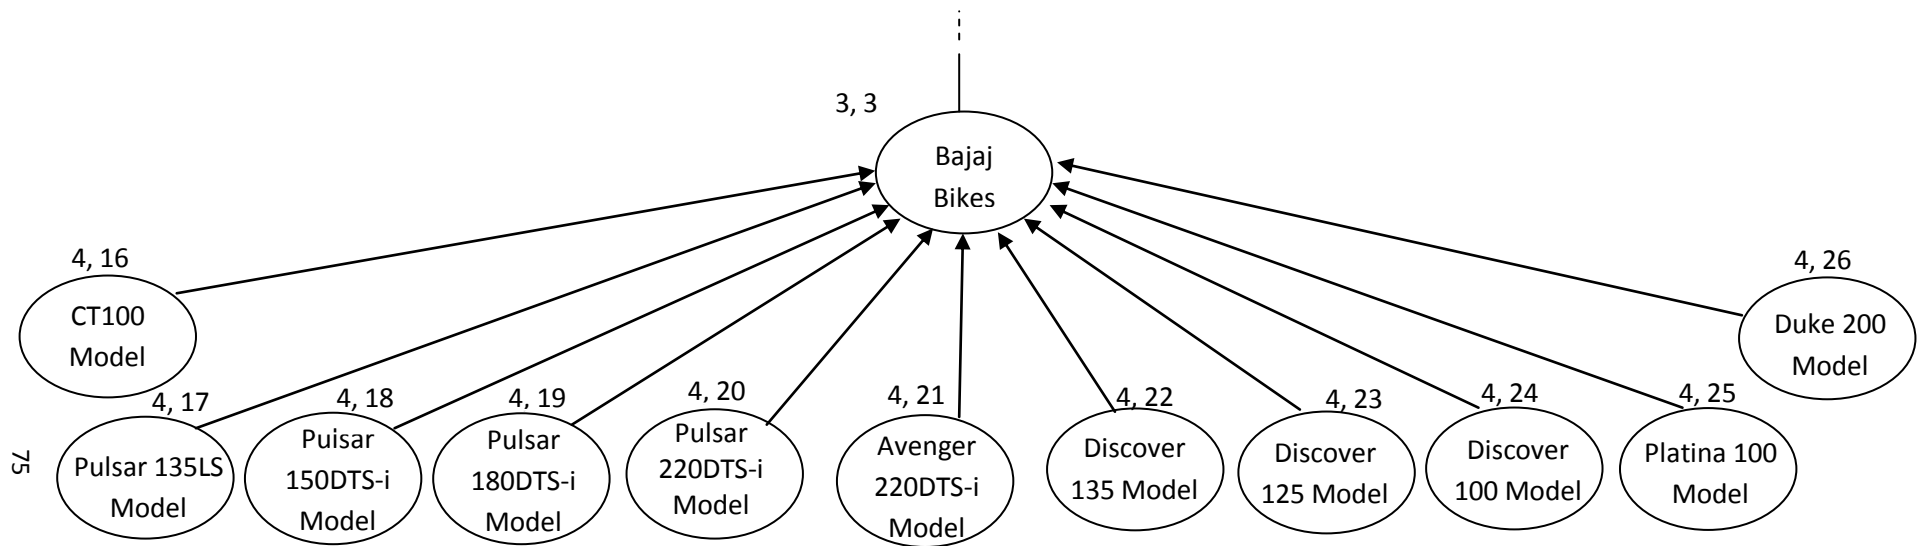 3, 3
Bajaj
Bikes
4, 16
CT100
Model
4, 26
Duke 200
Model
4, 17
Pulsar 135LS
Model
4, 18
Puisar
150DTS-i
Model
4, 19
Pulsar
180DTS-i
Model
4, 20
Pulsar
220DTS-i
Model
4, 21
Avenger
220DTS-i
Model
4, 22
Discover
135 Model
4, 23
Discover
125 Model
4, 24
Discover
100 Model
4, 25
Platina 100
Model
75